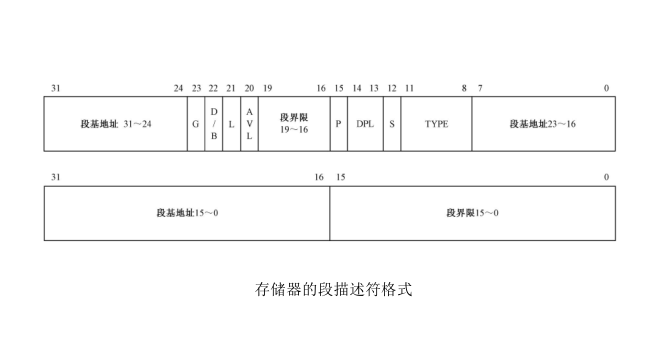 31 24 23 22 21 20 19 16 15 14 13 12 11 8 7 0
段基地址 31～24 G D/B L AVL 段界限 19～16 P DPL S TYPE 段基地址23～16
31 16 15 0
段基地址15～0 段界限15～0
存储器的段描述符格式